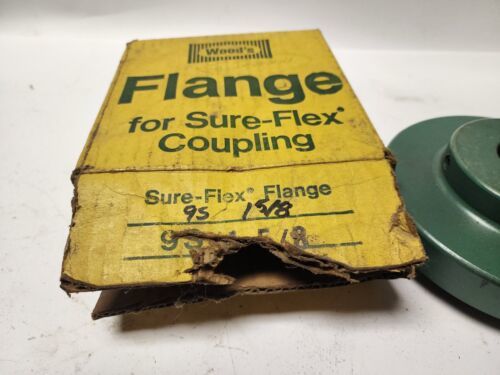 Wood's
Flange
for Sure-Flex®
Coupling
Sure-Flex® Flange
9S 1 5/8
9S 1 5/8